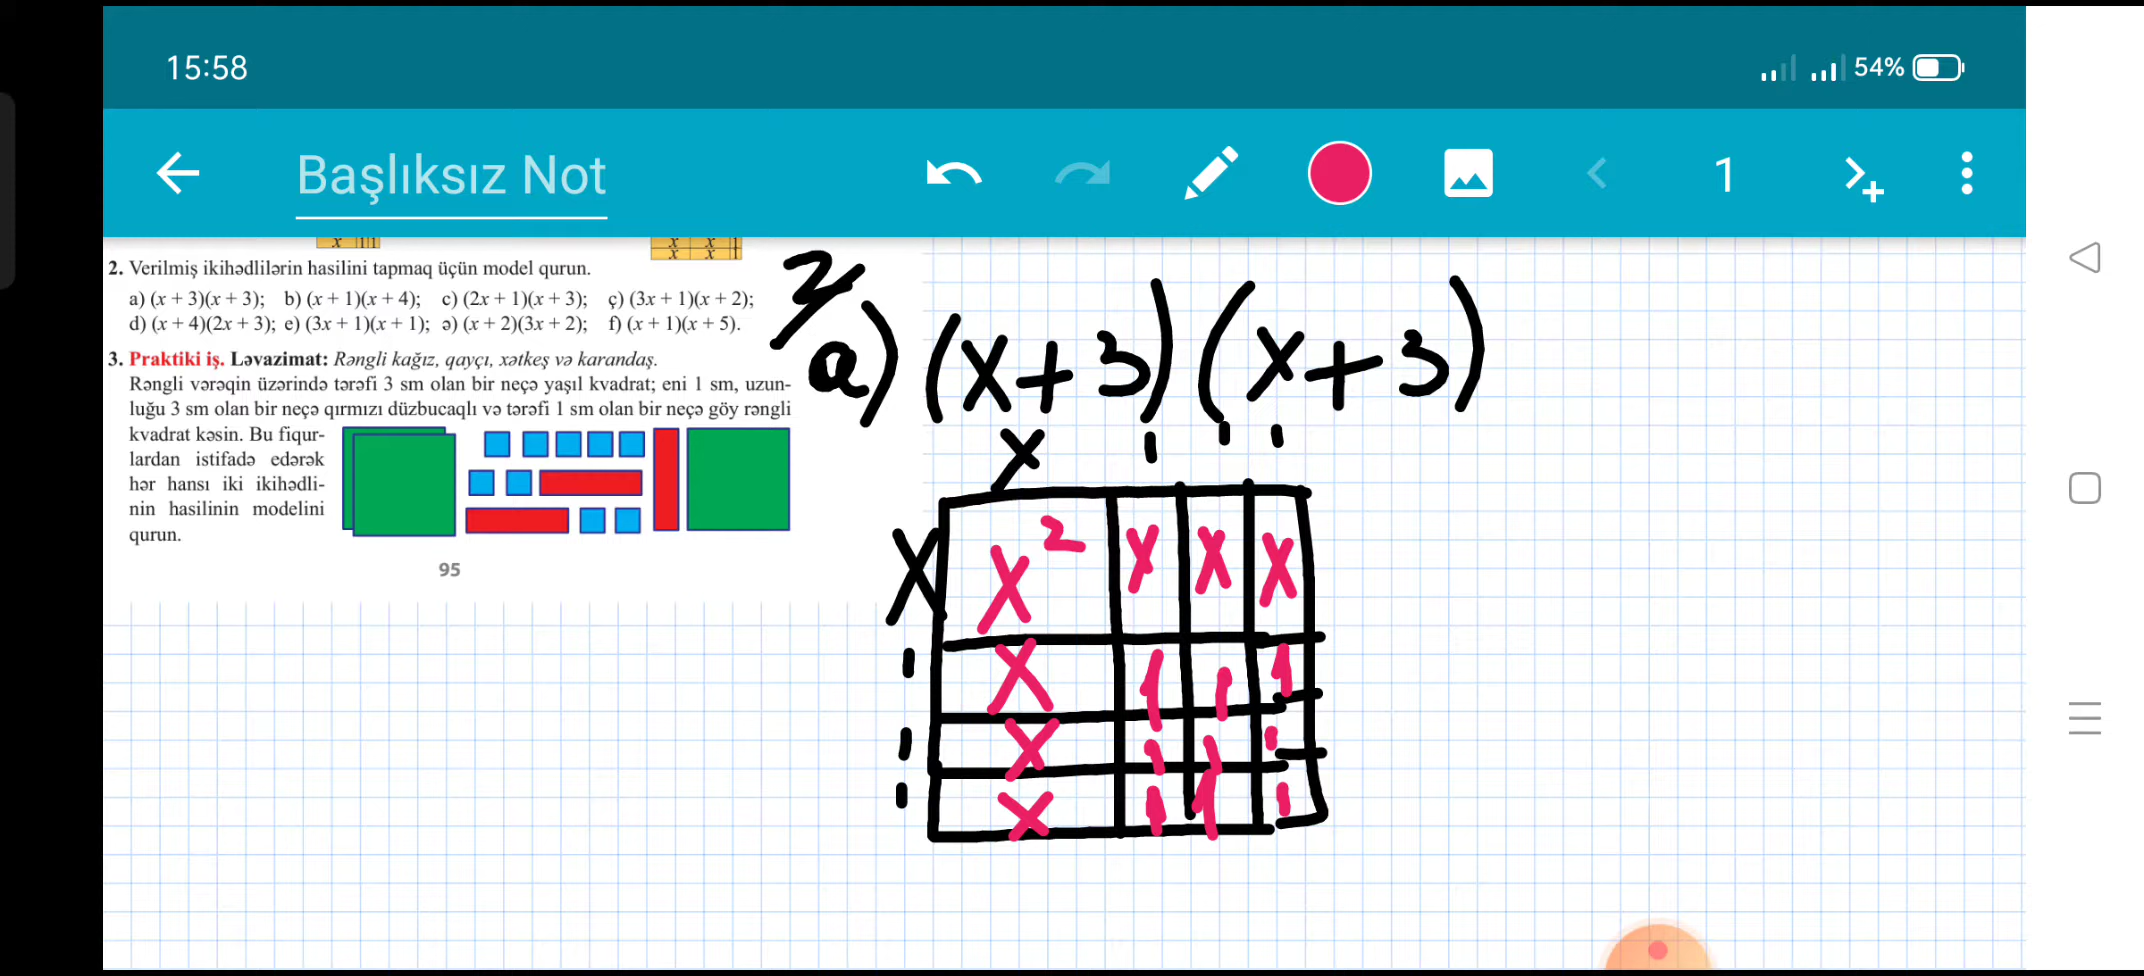 15:58
54%
Başlıksız Not
1
x 1 1
x x 1
x x 1
2. Verilmiş ikihədlilərin hasilini tapmaq üçün model qurun.
a) (x + 3)(x + 3); b) (x + 1)(x + 4); c) (2x + 1)(x + 3); ç) (3x + 1)(x + 2);
d) (x + 4)(2x + 3); e) (3x + 1)(x + 1); ə) (x + 2)(3x + 2); f) (x + 1)(x + 5).
3. Praktiki iş. Ləvazimat: Rəngli kağız, qayçı, xətkeş və karandaş.
Rəngli vərəqin üzərində tərəfi 3 sm olan bir neçə yaşıl kvadrat; eni 1 sm, uzun-
luğu 3 sm olan bir neçə qırmızı düzbucaqlı və tərəfi 1 sm olan bir neçə göy rəngli
kvadrat kəsin. Bu fiqur-
lardan istifadə edərək
hər hansı iki ikihədli-
nin hasilinin modelini
qurun.
95
2/
a) (x+3)(x+3)
x 1 1 1
x x² x x x
1 x 1 1 1
1 x 1 1 1
1 x 1 1 1